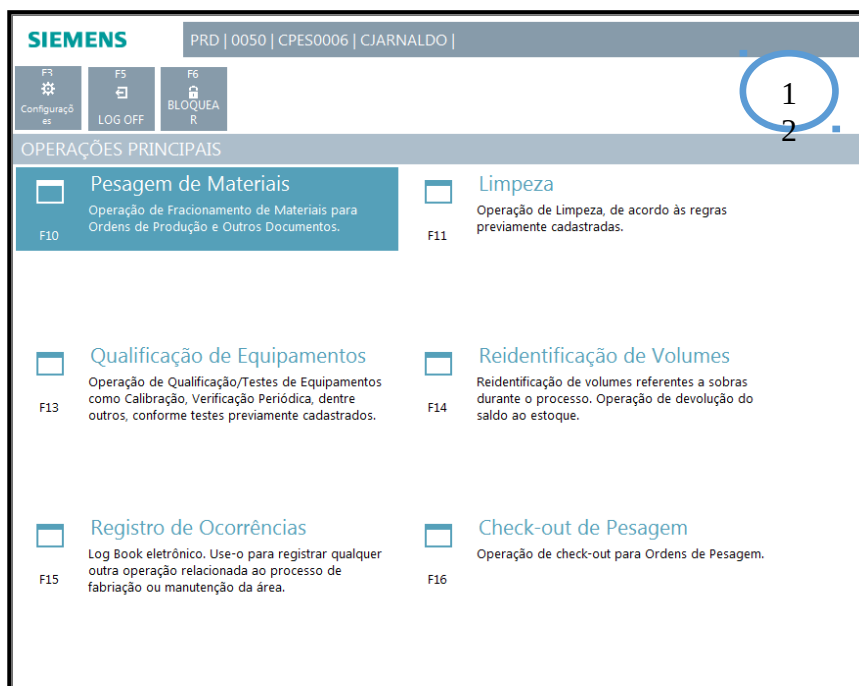 SIEMENS
PRD | 0050 | CPES0006 | CJARNALDO |
F3
Configuraçõ
es
F5
LOG OFF
F6
BLOQUEA
R
1
2
OPERAÇÕES PRINCIPAIS
Pesagem de Materiais
Operação de Fracionamento de Materiais para
Ordens de Produção e Outros Documentos.
F10
Limpeza
Operação de Limpeza, de acordo às regras
previamente cadastradas.
F11
Qualificação de Equipamentos
Operação de Qualificação/Testes de Equipamentos
como Calibração, Verificação Periódica, dentre
outros, conforme testes previamente cadastrados.
F13
Reidentificação de Volumes
Reidentificação de volumes referentes a sobras
durante o processo. Operação de devolução do
saldo ao estoque.
F14
Registro de Ocorrências
Log Book eletrônico. Use-o para registrar qualquer
outra operação relacionada ao processo de
fabriação ou manutenção da área.
F15
Check-out de Pesagem
Operação de check-out para Ordens de Pesagem.
F16